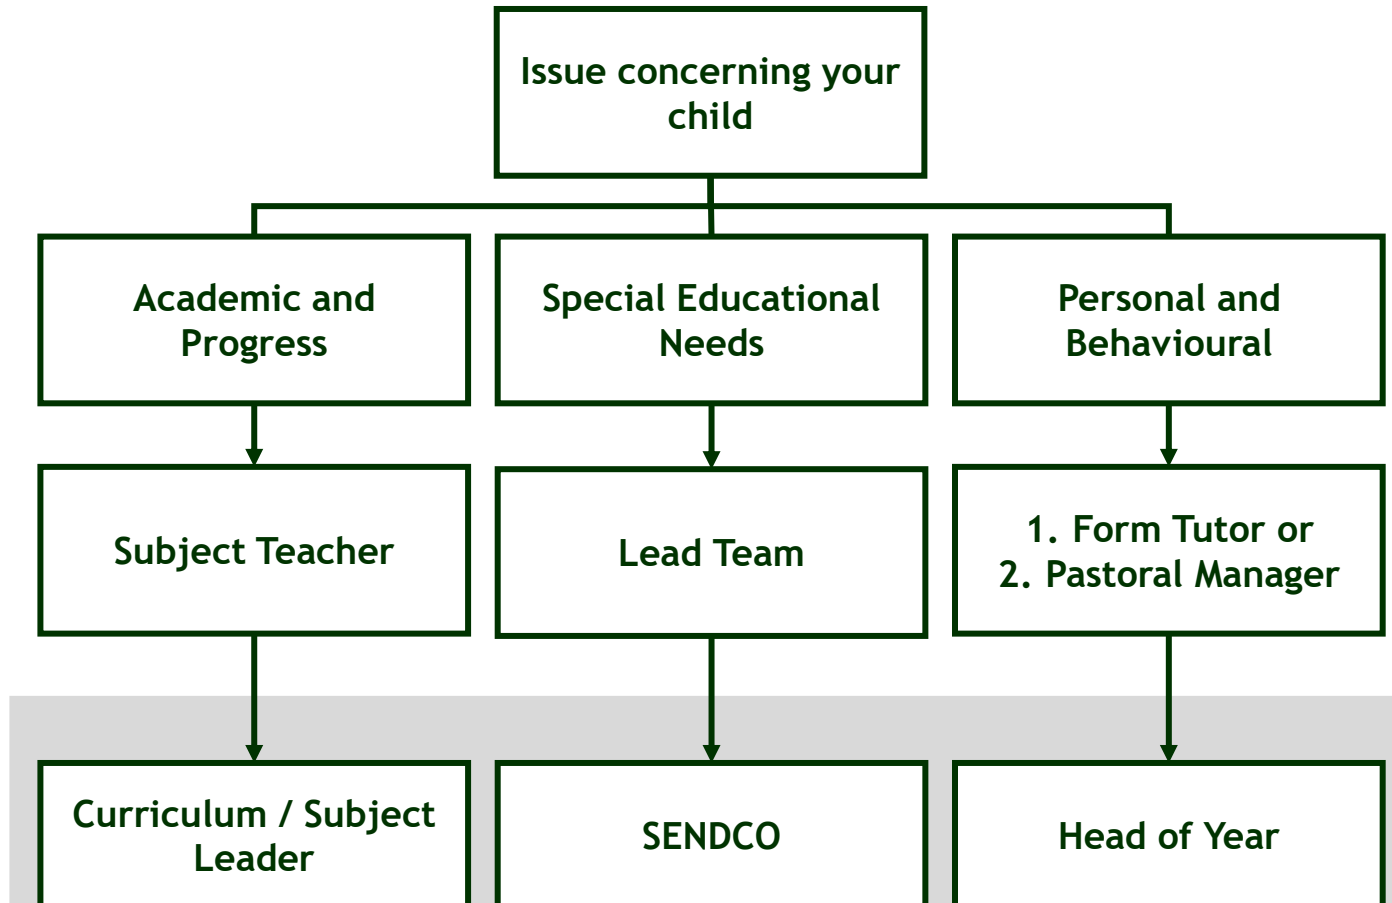 Issue concerning your
child
Academic and
Progress
Special Educational
Needs
Personal and
Behavioural
Subject Teacher
Lead Team
1. Form Tutor or
2. Pastoral Manager
Curriculum / Subject
Leader
SENDCO
Head of Year